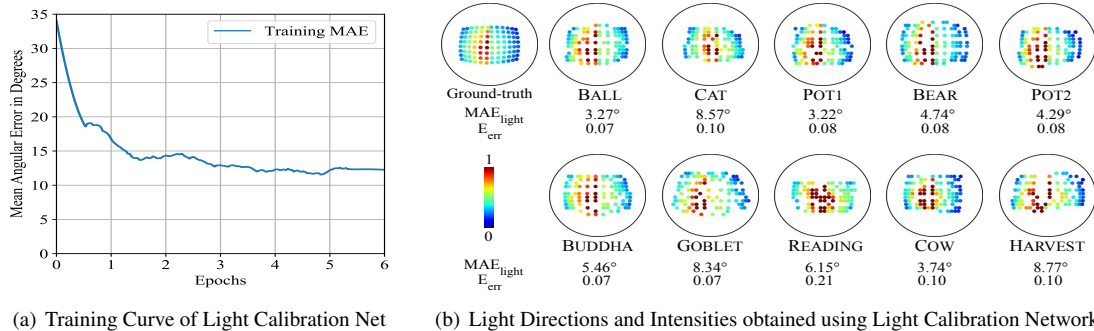 35
30
25
20
15
10
5
0
0 1 2 3 4 5 6
Mean Angular Error in Degrees
Epochs
Training MAE
(a) Training Curve of Light Calibration Net
Ground-truth BALL CAT POT1 BEAR POT2
MAE_light 3.27° 8.57° 3.22° 4.74° 4.29°
E_err 0.07 0.10 0.08 0.08 0.08
1
0
BUDDHA GOBLET READING COW HARVEST
MAE_light 5.46° 8.34° 6.15° 3.74° 8.77°
E_err 0.07 0.07 0.21 0.10 0.10
(b) Light Directions and Intensities obtained using Light Calibration Network